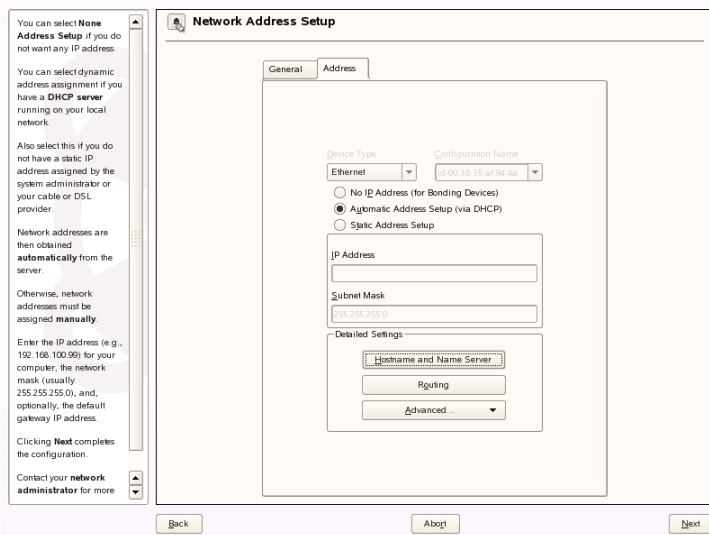 You can select None
Address Setup if you do
not want any IP address.
You can select dynamic
address assignment if you
have a DHCP server
running on your local
network.
Also select this if you do
not have a static IP
address assigned by the
system administrator or
your cable or DSL
provider.
Network addresses are
then obtained
automatically from the
server.
Otherwise, network
addresses must be
assigned manually.
Enter the IP address (e.g.,
192.168.100.99) for your
computer, the network
mask (usually
255.255.255.0), and,
optionally, the default
gateway IP address.
Clicking Next completes
the configuration.
Contact your network
administrator for more
Network Address Setup
General Address
Device Type Configuration Name
Ethernet id-00:16:35:af:94:4a
No IP Address (for Bonding Devices)
Automatic Address Setup (via DHCP)
Static Address Setup
IP Address
Subnet Mask
255.255.255.0
Detailed Settings
Hostname and Name Server
Routing
Advanced...
Back Abort Next